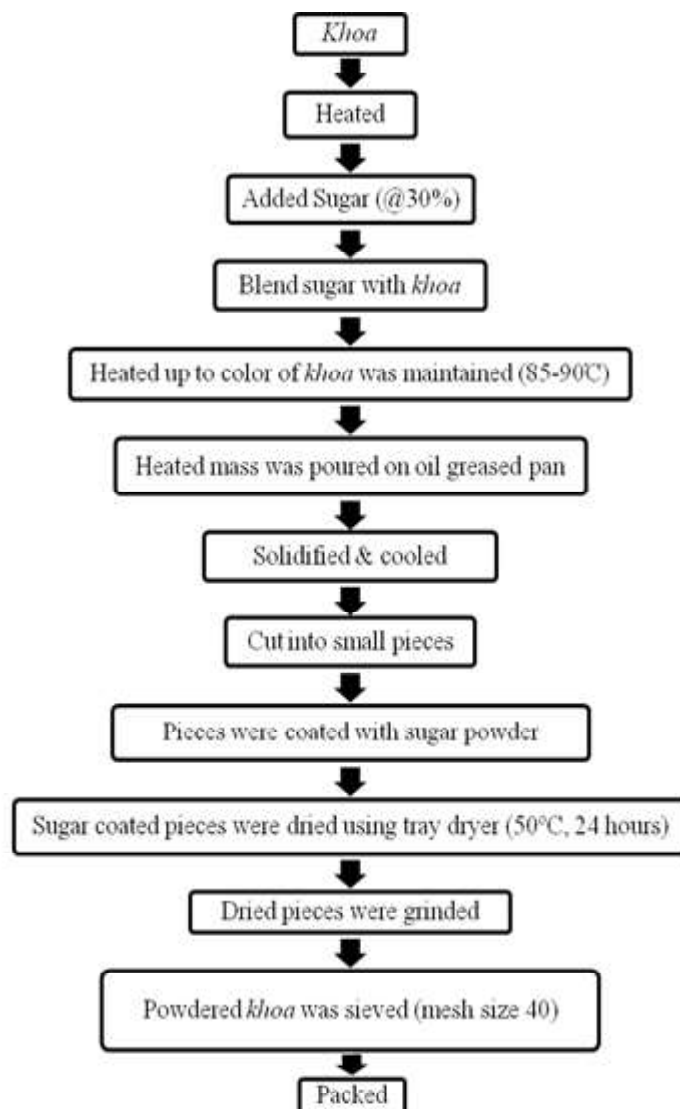 Khoa
Heated
Added Sugar (@30%)
Blend sugar with khoa
Heated up to color of khoa was maintained (85-90℃)
Heated mass was poured on oil greased pan
Solidified & cooled
Cut into small pieces
Pieces were coated with sugar powder
Sugar coated pieces were dried using tray dryer (50°C, 24 hours)
Dried pieces were grinded
Powdered khoa was sieved (mesh size 40)
Packed